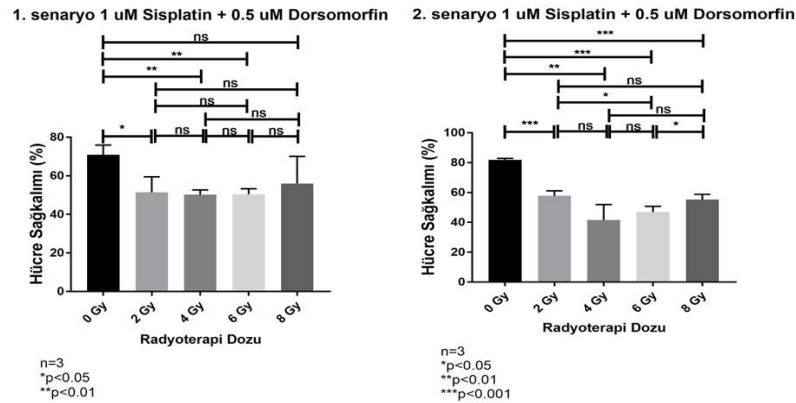 1. senaryo 1 uM Sisplatin + 0.5 uM Dorsomorfin
ns
**
**
ns
ns
ns
*
ns
ns
ns
80
60
40
20
0
Hücre Sağkalımı (%)
0 Gy
2 Gy
4 Gy
6 Gy
8 Gy
Radyoterapi Dozu
n=3
*p<0.05
**p<0.01
2. senaryo 1 uM Sisplatin + 0.5 uM Dorsomorfin
***
***
**
ns
*
ns
***
ns
ns
*
100
80
60
40
20
0
Hücre Sağkalımı (%)
0 Gy
2 Gy
4 Gy
6 Gy
8 Gy
Radyoterapi Dozu
n=3
*p<0.05
**p<0.01
***p<0.001